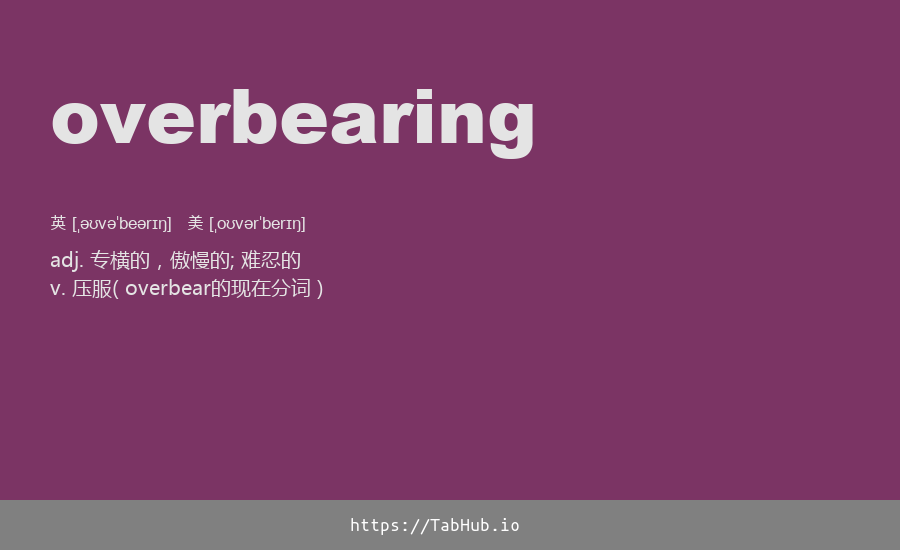 overbearing
英 [ˌəʊvəˈbeərɪŋ] 美 [ˌoʊvərˈberɪŋ]
adj. 专横的，傲慢的; 难忍的
v. 压服( overbear的现在分词 )
https://TabHub.io